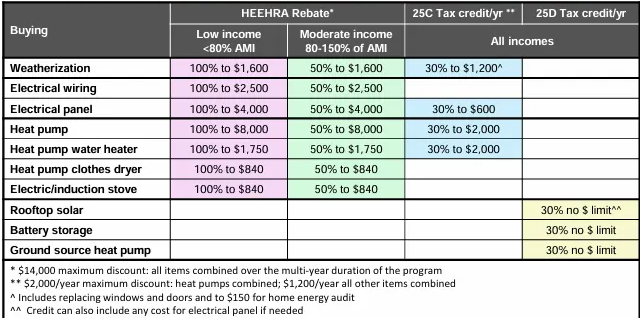 Buying HEEHRA Rebate* 25C Tax credit/yr ** 25D Tax credit/yr
Low income <80% AMI Moderate income 80-150% of AMI All incomes
Weatherization 100% to $1,600 50% to $1,600 30% to $1,200^
Electrical wiring 100% to $2,500 50% to $2,500
Electrical panel 100% to $4,000 50% to $4,000 30% to $600
Heat pump 100% to $8,000 50% to $8,000 30% to $2,000
Heat pump water heater 100% to $1,750 50% to $1,750 30% to $2,000
Heat pump clothes dryer 100% to $840 50% to $840
Electric/induction stove 100% to $840 50% to $840
Rooftop solar 30% no $ limit^^
Battery storage 30% no $ limit
Ground source heat pump 30% no $ limit
* $14,000 maximum discount: all items combined over the multi-year duration of the program
** $2,000/year maximum discount: heat pumps combined; $1,200/year all other items combined
^ Includes replacing windows and doors and to $150 for home energy audit
^^ Credit can also include any cost for electrical panel if needed